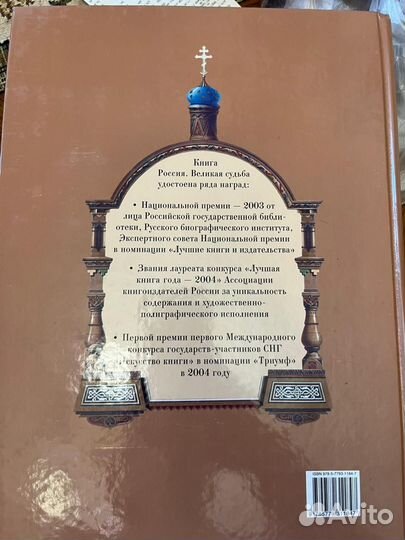 Книга
Россия. Великая судьба
удостоена ряда наград:
• Национальной премии – 2003 от
лица Российской государственной библи-
отеки, Русского биографического института,
Экспертного совета Национальной премии
в номинации «Лучшие книги и издательства»
• Звания лауреата конкурса «Лучшая
книга года – 2004» Ассоциации
книгоиздателей России за уникальность
содержания и художественно-
полиграфического исполнения
• Первой премии первого Международного
конкурса государств-участников СНГ
«Искусство книги» в номинации «Триумф»
в 2004 году
Avito